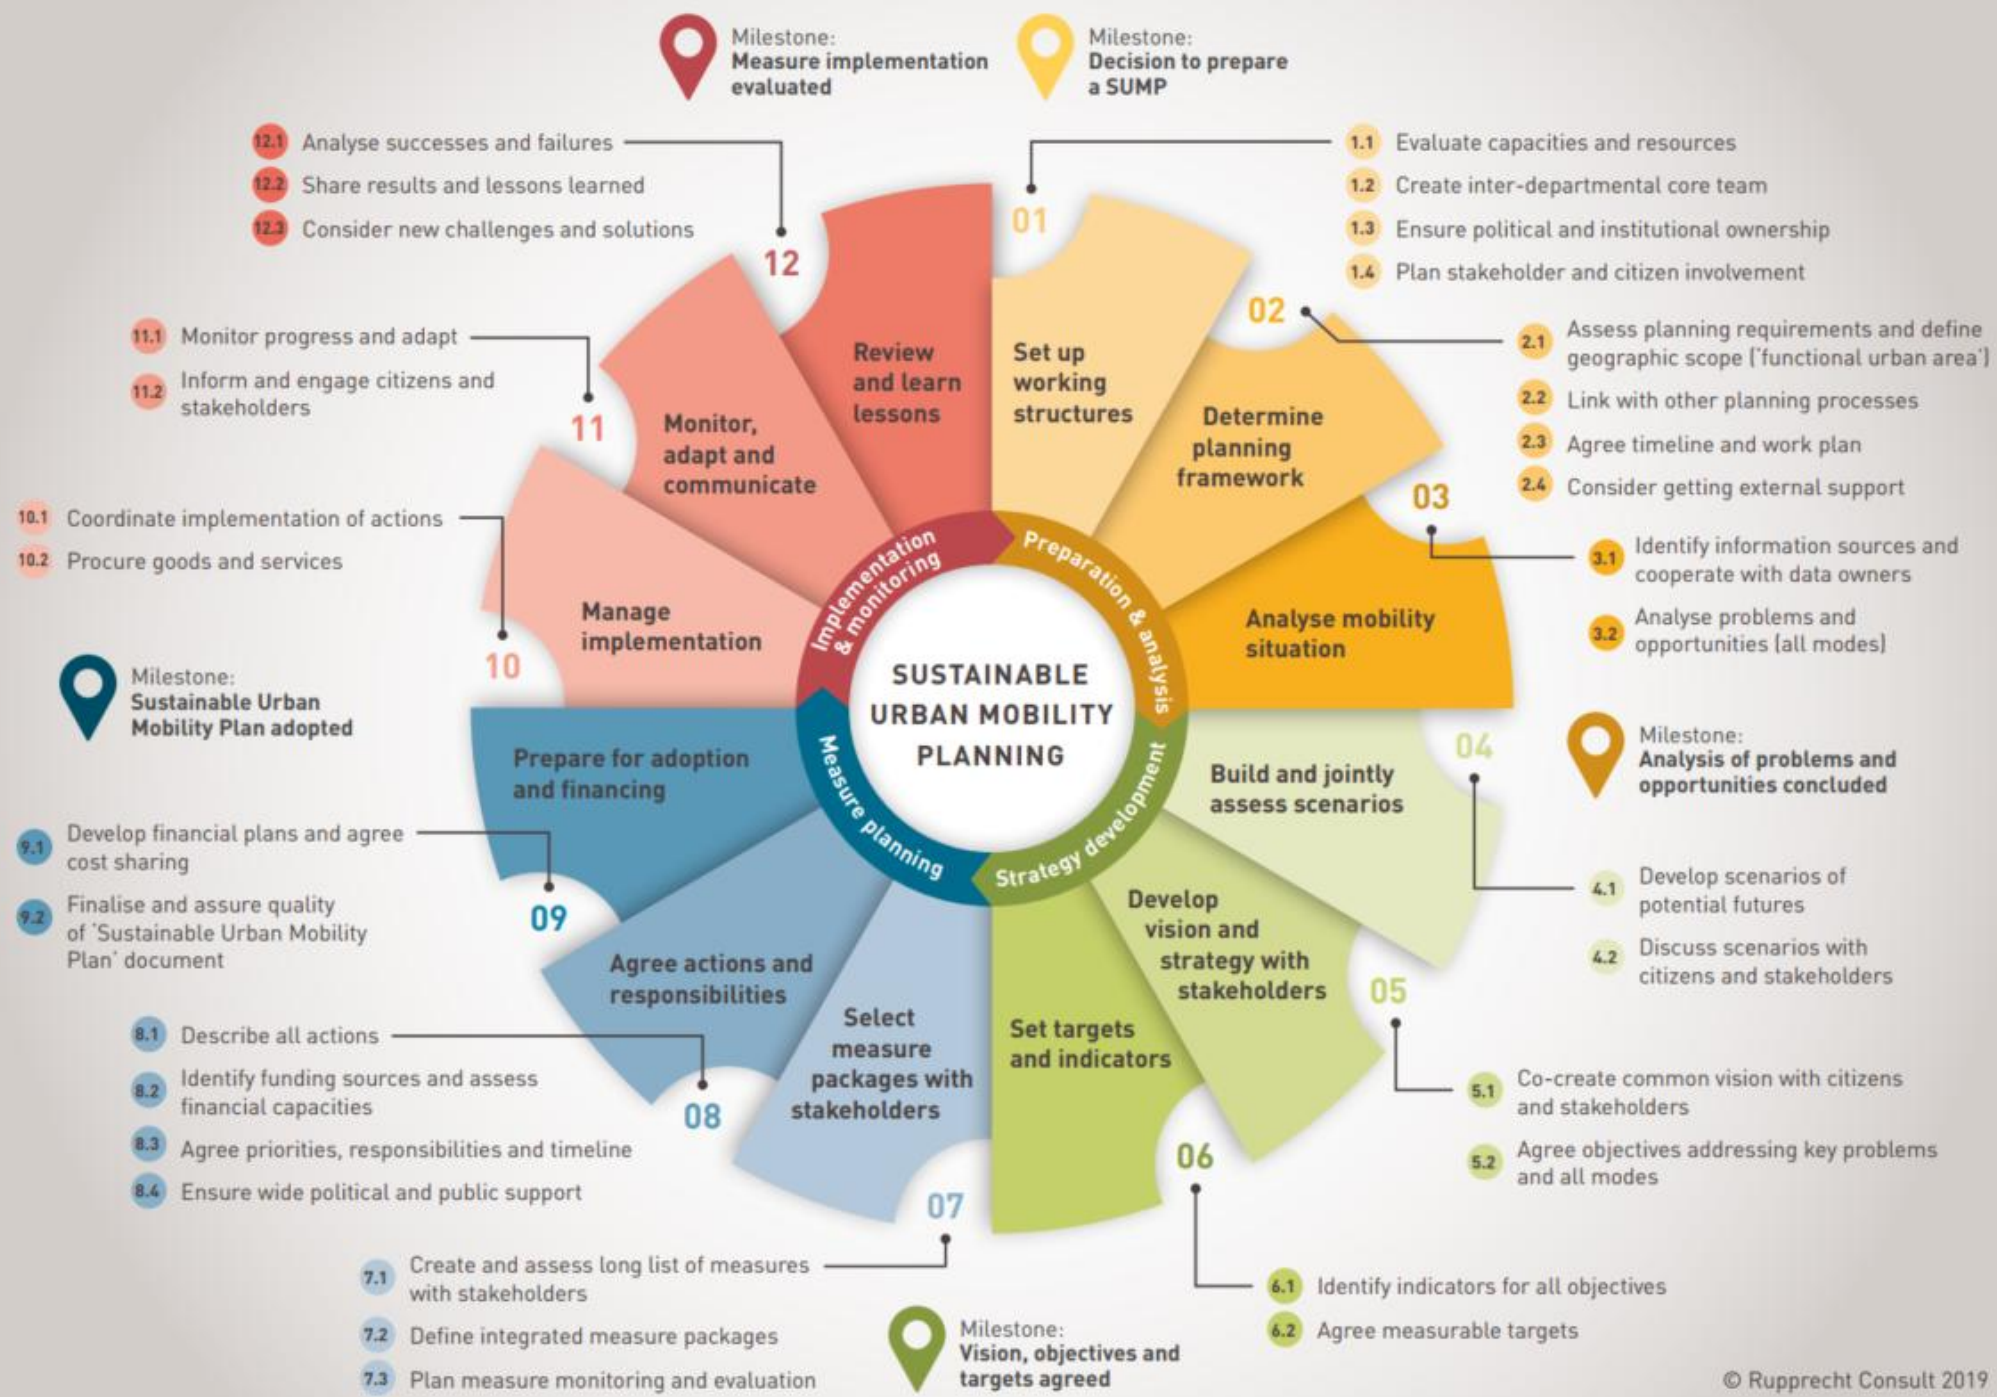 Milestone:
Measure implementation
evaluated
Milestone:
Decision to prepare
a SUMP
12.1 Analyse successes and failures
12.2 Share results and lessons learned
12.3 Consider new challenges and solutions
1.1 Evaluate capacities and resources
1.2 Create inter-departmental core team
1.3 Ensure political and institutional ownership
1.4 Plan stakeholder and citizen involvement
01
12
02
11.1 Monitor progress and adapt
11.2 Inform and engage citizens and
stakeholders
2.1 Assess planning requirements and define
geographic scope ('functional urban area')
2.2 Link with other planning processes
2.3 Agree timeline and work plan
2.4 Consider getting external support
Review
and learn
lessons
Set up
working
structures
11
Monitor,
adapt and
communicate
Determine
planning
framework
03
10.1 Coordinate implementation of actions
10.2 Procure goods and services
3.1 Identify information sources and
cooperate with data owners
3.2 Analyse problems and
opportunities (all modes)
Implementation
& monitoring
Preparation & analysis
Manage
implementation
Analyse mobility
situation
10
SUSTAINABLE
URBAN MOBILITY
PLANNING
Milestone:
Sustainable Urban
Mobility Plan adopted
04
Milestone:
Analysis of problems and
opportunities concluded
Prepare for adoption
and financing
Measure planning
Strategy development
Build and jointly
assess scenarios
9.1 Develop financial plans and agree
cost sharing
9.2 Finalise and assure quality
of 'Sustainable Urban Mobility
Plan' document
09
4.1 Develop scenarios of
potential futures
4.2 Discuss scenarios with
citizens and stakeholders
Develop
vision and
strategy with
stakeholders
05
Agree actions and
responsibilities
Select
measure
packages with
stakeholders
Set targets
and indicators
8.1 Describe all actions
8.2 Identify funding sources and assess
financial capacities
8.3 Agree priorities, responsibilities and timeline
8.4 Ensure wide political and public support
08
5.1 Co-create common vision with citizens
and stakeholders
5.2 Agree objectives addressing key problems
and all modes
06
07
7.1 Create and assess long list of measures
with stakeholders
7.2 Define integrated measure packages
7.3 Plan measure monitoring and evaluation
6.1 Identify indicators for all objectives
6.2 Agree measurable targets
Milestone:
Vision, objectives and
targets agreed
© Rupprecht Consult 2019